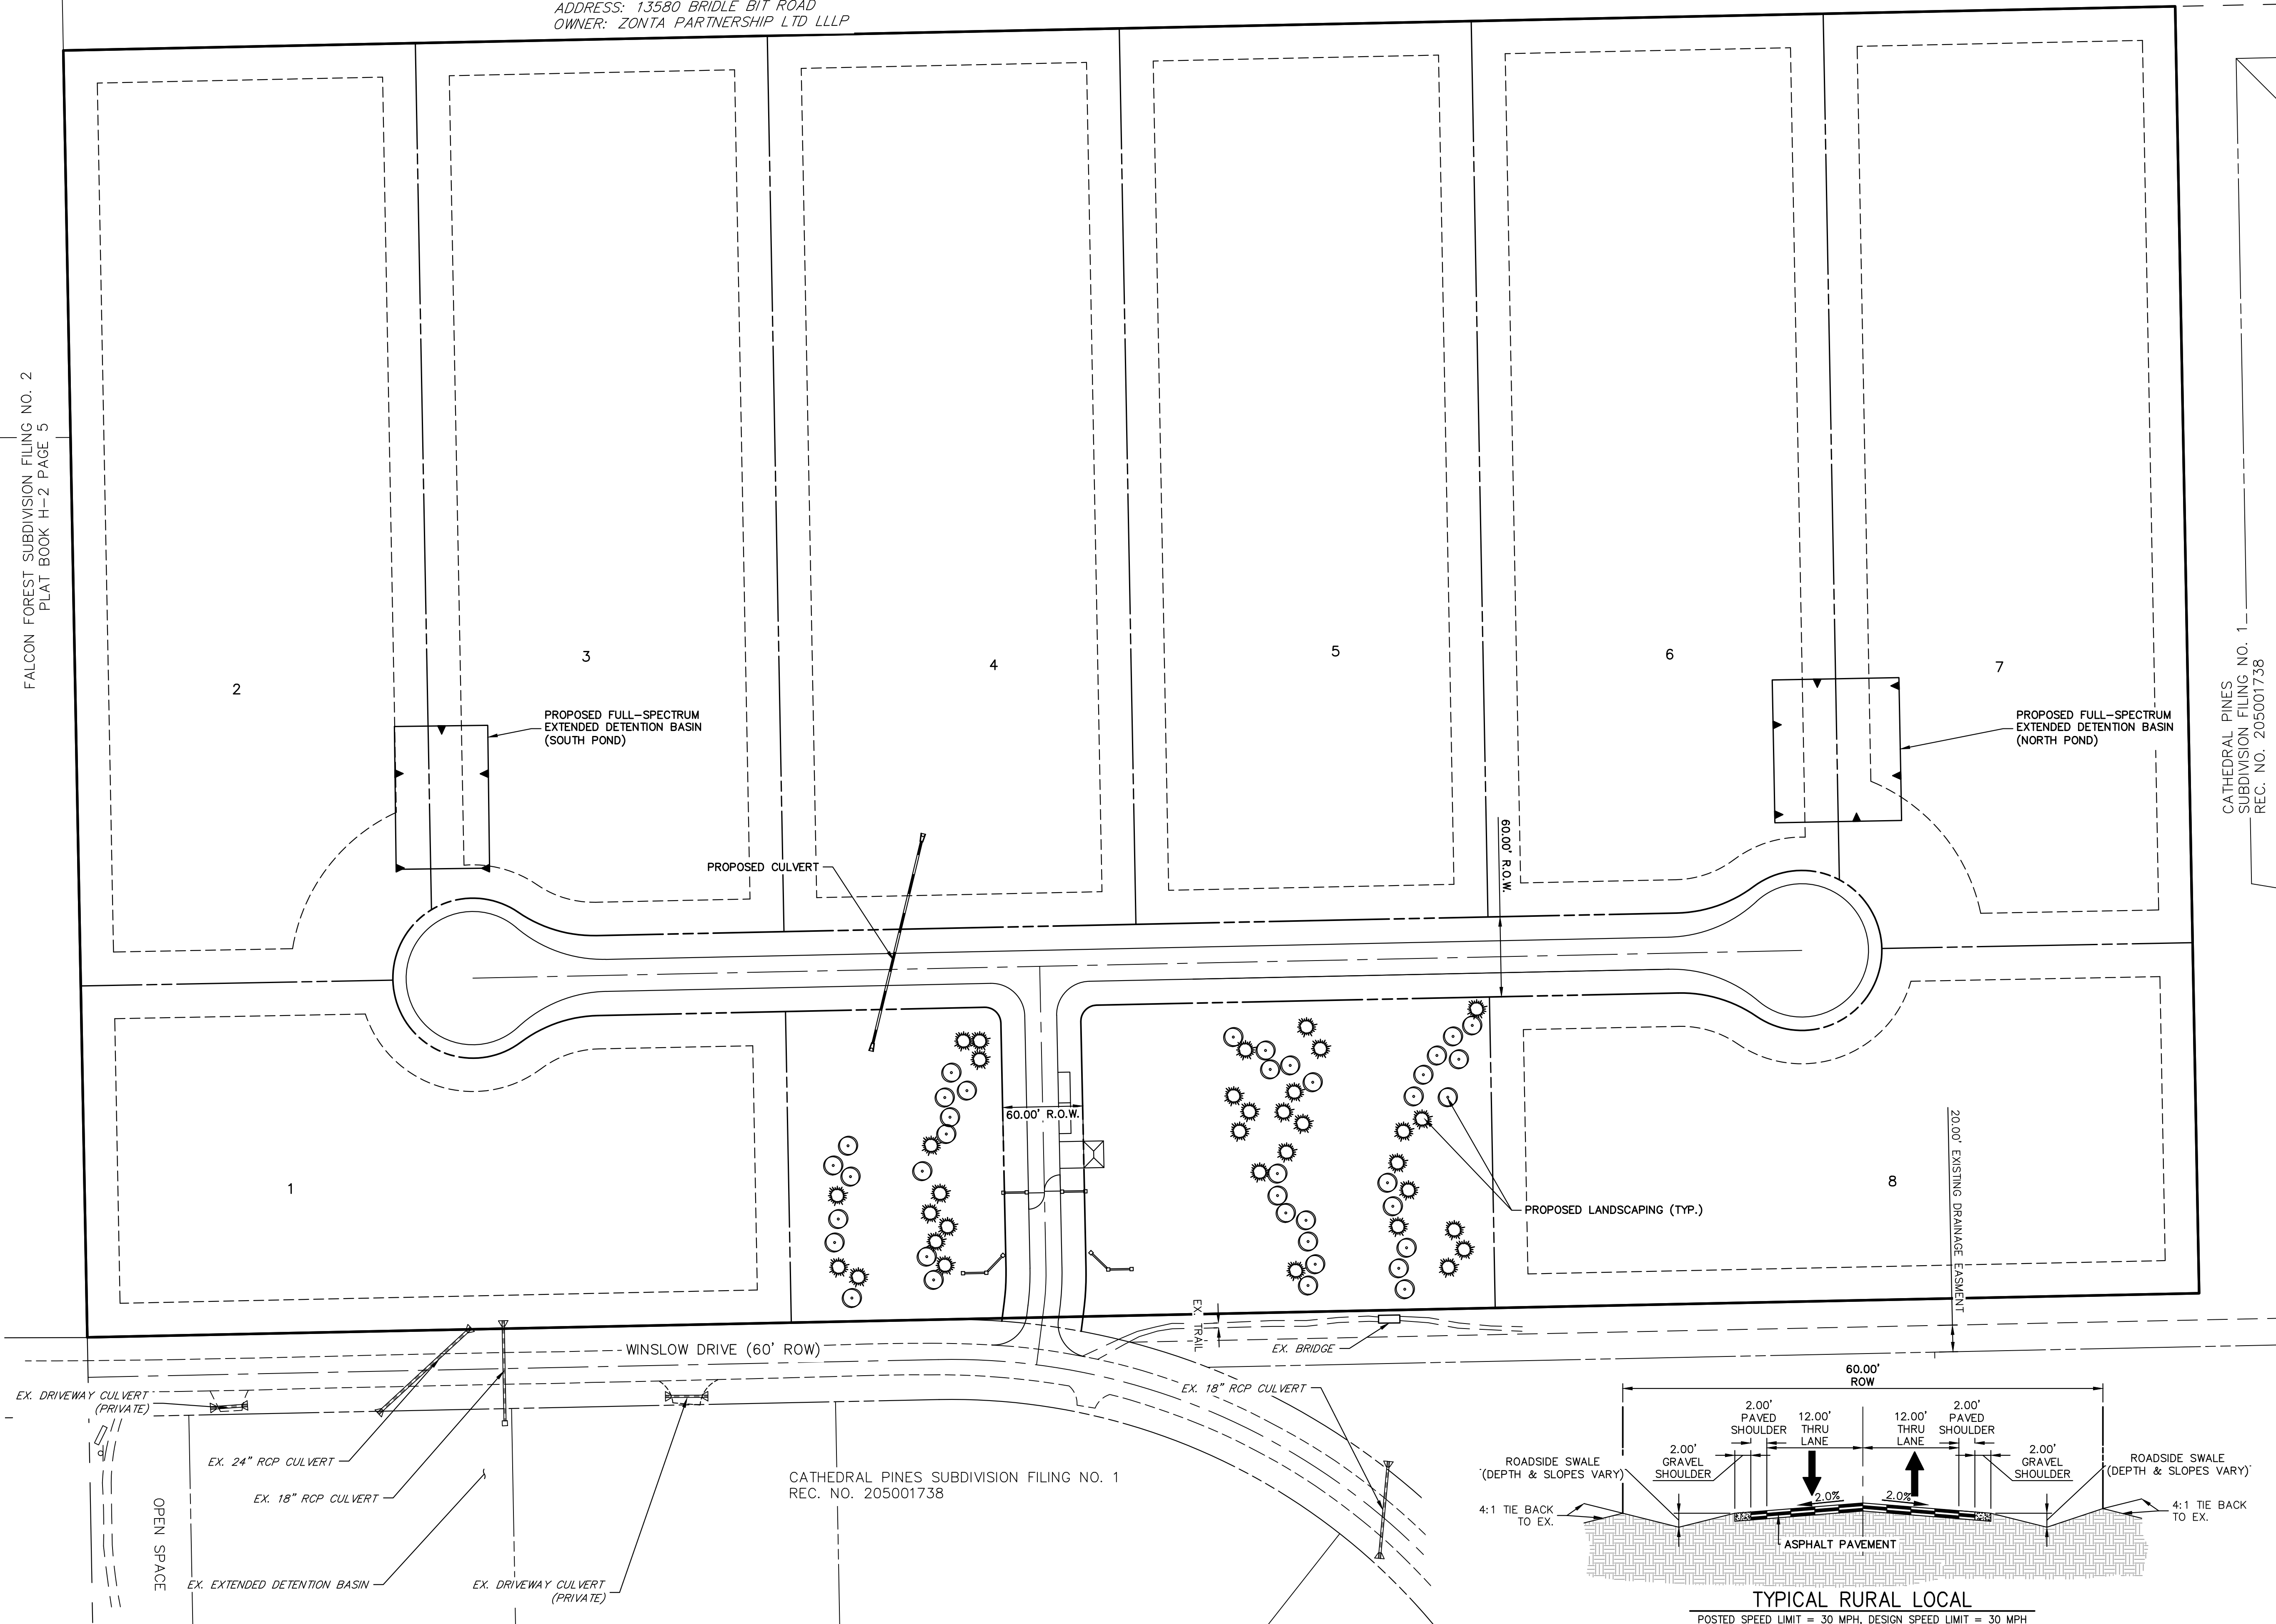 ADDRESS: 13580 BRIDLE BIT ROAD
OWNER: ZONTA PARTNERSHIP LTD LLLP
FALCON FOREST SUBDIVISION FILING NO. 2
PLAT BOOK H-2 PAGE 5
2
3
4
5
6
7
PROPOSED FULL-SPECTRUM
EXTENDED DETENTION BASIN
(SOUTH POND)
PROPOSED FULL-SPECTRUM
EXTENDED DETENTION BASIN
(NORTH POND)
CATHEDRAL PINES
SUBDIVISION FILING NO. 1
REC. NO. 205001738
PROPOSED CULVERT
60.00' R.O.W.
60.00' R.O.W.
1
8
PROPOSED LANDSCAPING (TYP.)
20.00' EXISTING DRAINAGE EASMENT
EX. TRAIL
WINSLOW DRIVE (60' ROW)
EX. BRIDGE
EX. DRIVEWAY CULVERT
(PRIVATE)
EX. 18" RCP CULVERT
EX. 24" RCP CULVERT
EX. 18" RCP CULVERT
OPEN SPACE
EX. EXTENDED DETENTION BASIN
EX. DRIVEWAY CULVERT
(PRIVATE)
CATHEDRAL PINES SUBDIVISION FILING NO. 1
REC. NO. 205001738
60.00'
ROW
2.00'
PAVED
SHOULDER
12.00'
THRU
LANE
12.00'
THRU
LANE
2.00'
PAVED
SHOULDER
2.00'
GRAVEL
SHOULDER
2.00'
GRAVEL
SHOULDER
ROADSIDE SWALE
(DEPTH & SLOPES VARY)
ROADSIDE SWALE
(DEPTH & SLOPES VARY)
2.0%
2.0%
4:1 TIE BACK
TO EX.
4:1 TIE BACK
TO EX.
ASPHALT PAVEMENT
TYPICAL RURAL LOCAL
POSTED SPEED LIMIT = 30 MPH, DESIGN SPEED LIMIT = 30 MPH